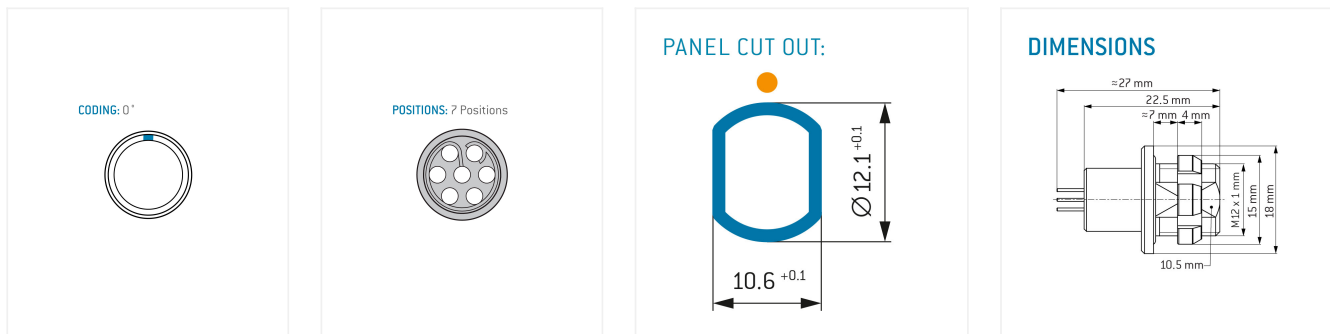 CODING: 0°
POSITIONS: 7 Positions
PANEL CUT OUT:
Ø 12.1 +0.1
10.6 +0.1
DIMENSIONS
≈27 mm
22.5 mm
≈7 mm 4 mm
M12 x 1 mm
15 mm
18 mm
10.5 mm